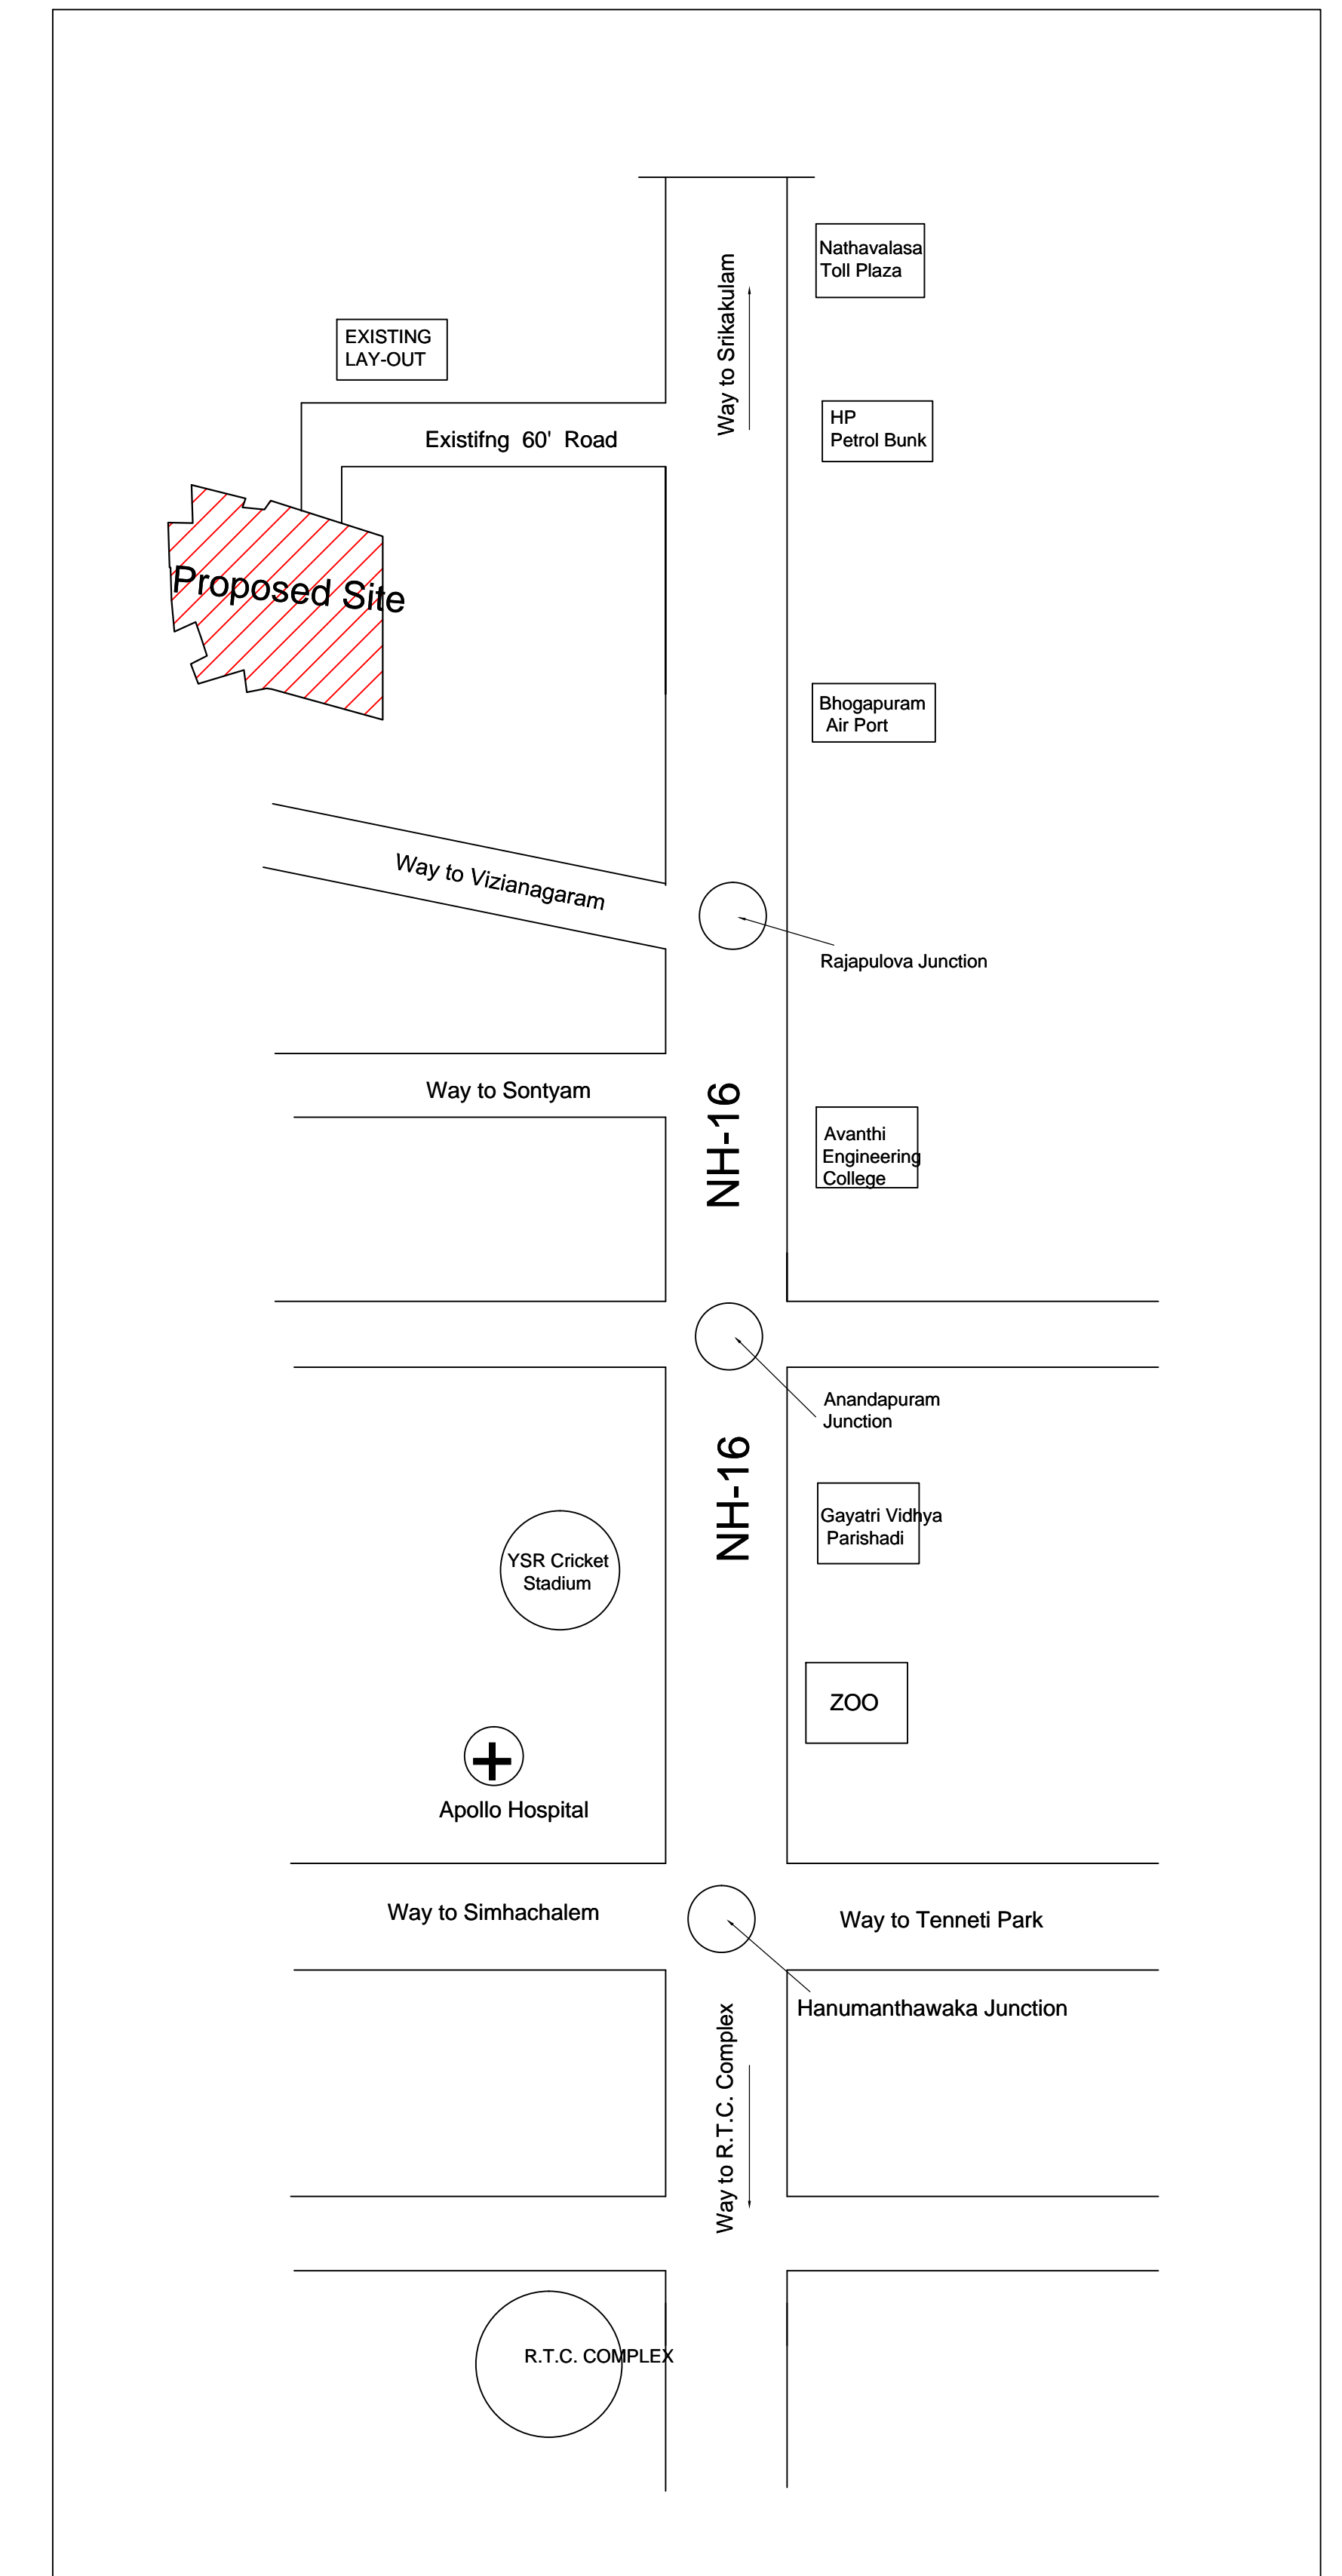 Nathavalasa
Toll Plaza
Way to Srikakulam
EXISTING
LAY-OUT
HP
Petrol Bunk
Existifng 60' Road
Proposed Site
Bhogapuram
Air Port
Way to Vizianagaram
Rajapulova Junction
Way to Sontyam
NH-16
Avanthi
Engineering
College
Anandapuram
Junction
NH-16
Gayatri Vidhya
Parishadi
YSR Cricket
Stadium
ZOO
Apollo Hospital
Way to Simhachalem
Way to Tenneti Park
Hanumanthawaka Junction
Way to R.T.C. Complex
R.T.C. COMPLEX